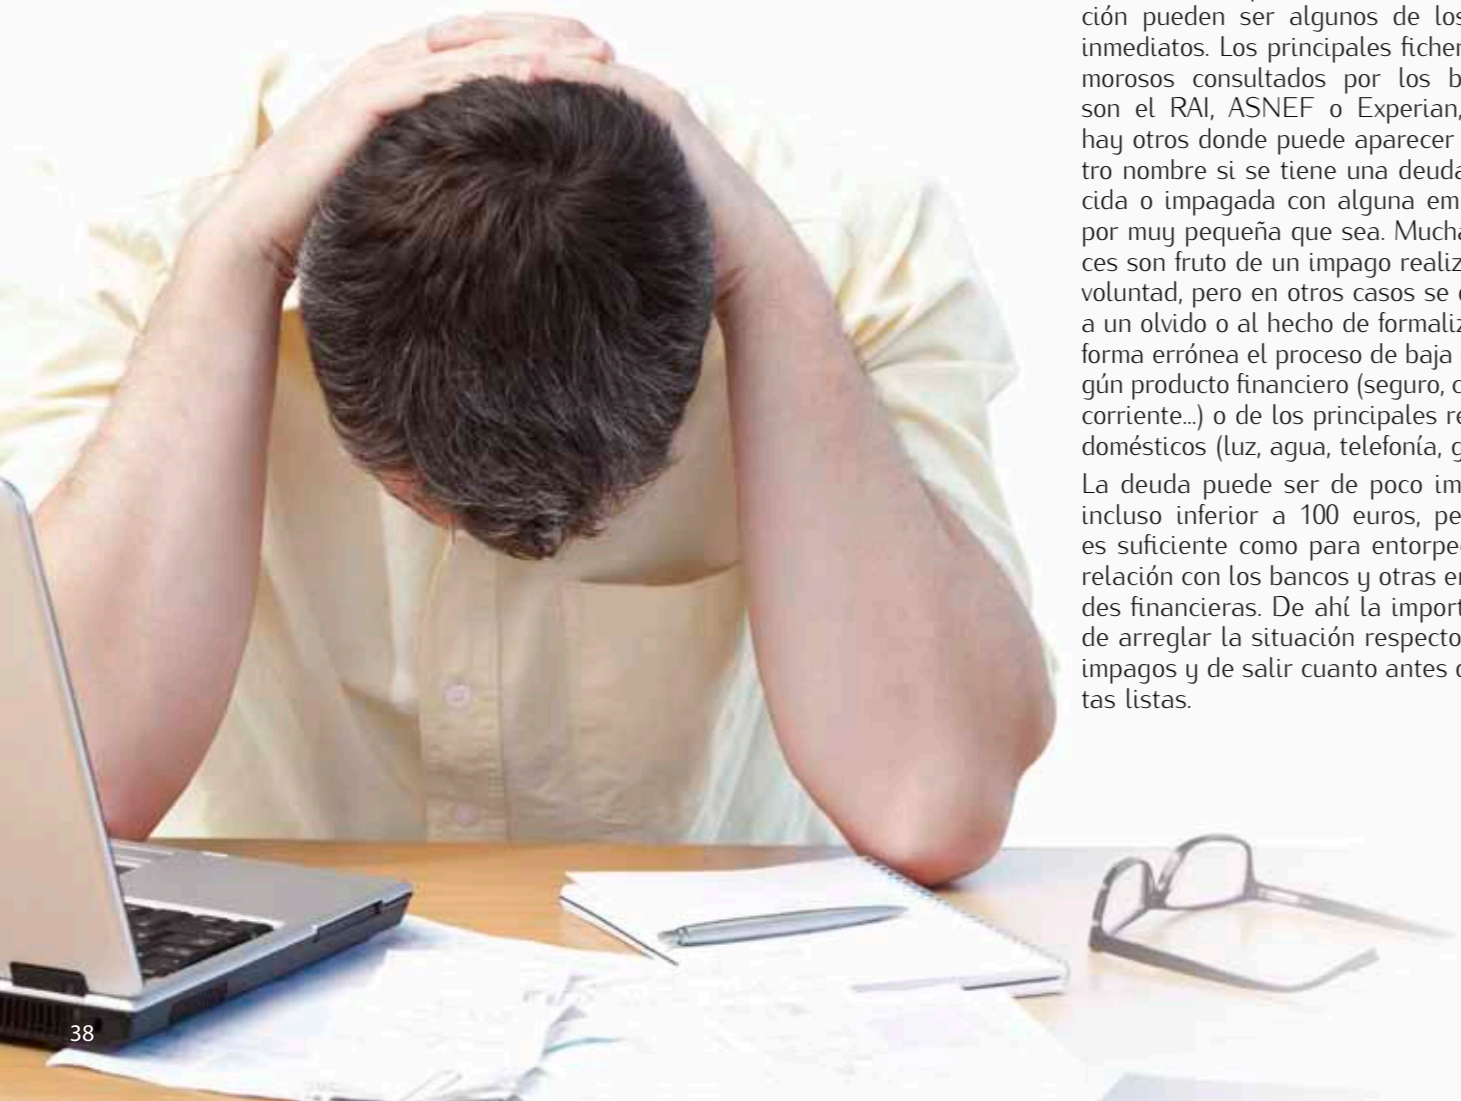 ción pueden ser algunos de los
inmediatos. Los principales ficher
morosos consultados por los b
son el RAI, ASNEF o Experian,
hay otros donde puede aparecer
tro nombre si se tiene una deuda
cida o impagada con alguna em
por muy pequeña que sea. Mucha
ces son fruto de un impago realiz
voluntad, pero en otros casos se
a un olvido o al hecho de formaliz
forma errónea el proceso de baja
gún producto financiero (seguro, c
corriente...) o de los principales re
domésticos (luz, agua, telefonía, g
La deuda puede ser de poco im
incluso inferior a 100 euros, pe
es suficiente como para entorpe
relación con los bancos y otras en
des financieras. De ahí la import
de arreglar la situación respecto
impagos y de salir cuanto antes
tas listas.
38